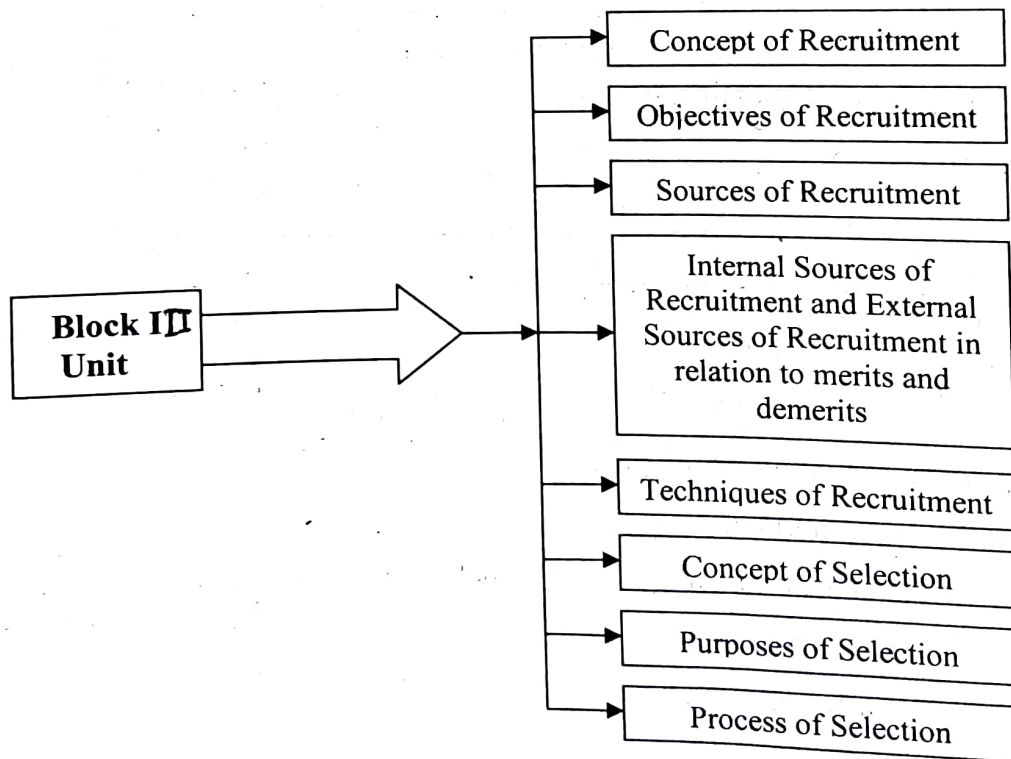 Concept of Recruitment
Objectives of Recruitment
Sources of Recruitment
Internal Sources of
Recruitment and External
Sources of Recruitment in
relation to merits and
demerits
Block III
Unit
Techniques of Recruitment
Concept of Selection
Purposes of Selection
Process of Selection